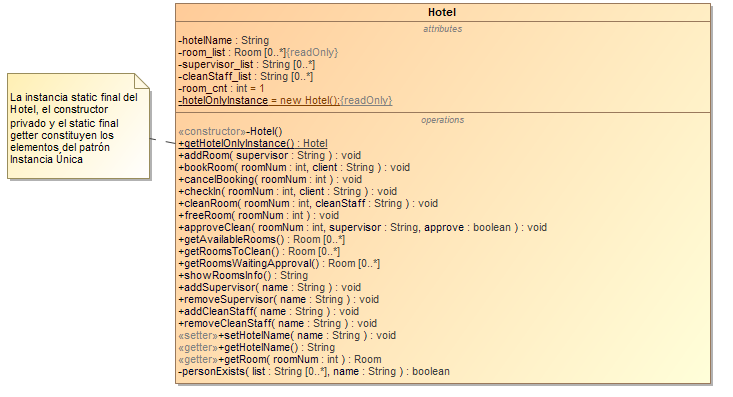 Hotel
attributes
-hotelName : String
-room_list : Room [0..*]{readOnly}
-supervisor_list : String [0..*]
-cleanStaff_list : String [0..*]
-room_cnt : int = 1
-hotelOnlyInstance = new Hotel();{readOnly}
La instancia static final del
Hotel, el constructor
privado y el static final
getter constituyen los
elementos del patrón
Instancia Única
operations
«constructor»-Hotel()
+getHotelOnlyInstance() : Hotel
+addRoom( supervisor : String ) : void
+bookRoom( roomNum : int, client : String ) : void
+cancelBooking( roomNum : int ) : void
+checkIn( roomNum : int, client : String ) : void
+cleanRoom( roomNum : int, cleanStaff : String ) : void
+freeRoom( roomNum : int ) : void
+approveClean( roomNum : int, supervisor : String, approve : boolean ) : void
+getAvailableRooms() : Room [0..*]
+getRoomsToClean() : Room [0..*]
+getRoomsWaitingApproval() : Room [0..*]
+showRoomsInfo() : String
+addSupervisor( name : String ) : void
+removeSupervisor( name : String ) : void
+addCleanStaff( name : String ) : void
+removeCleanStaff( name : String ) : void
«setter»+setHotelName( name : String ) : void
«getter»+getHotelName() : String
«getter»+getRoom( roomNum : int ) : Room
-personExists( list : String [0..*], name : String ) : boolean